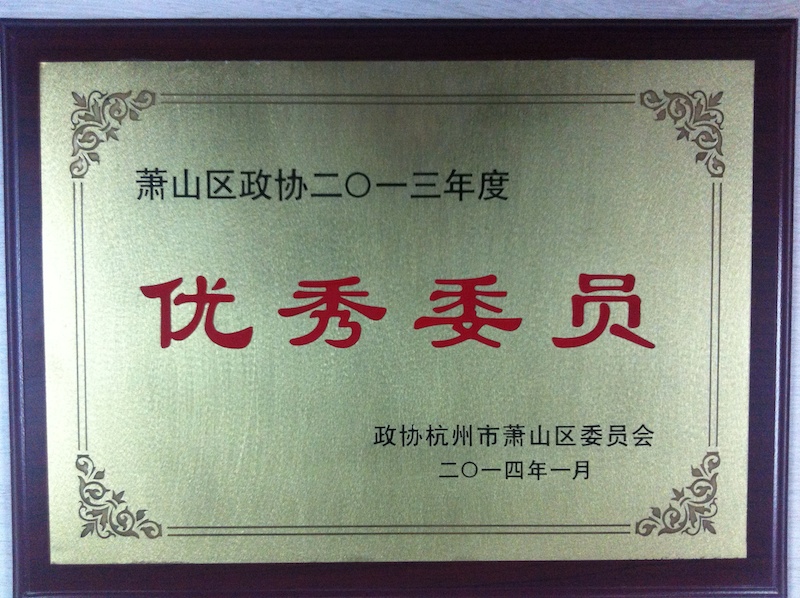 萧山区政协二〇一三年度
优秀委员
政协杭州市萧山区委员会
二〇一四年一月